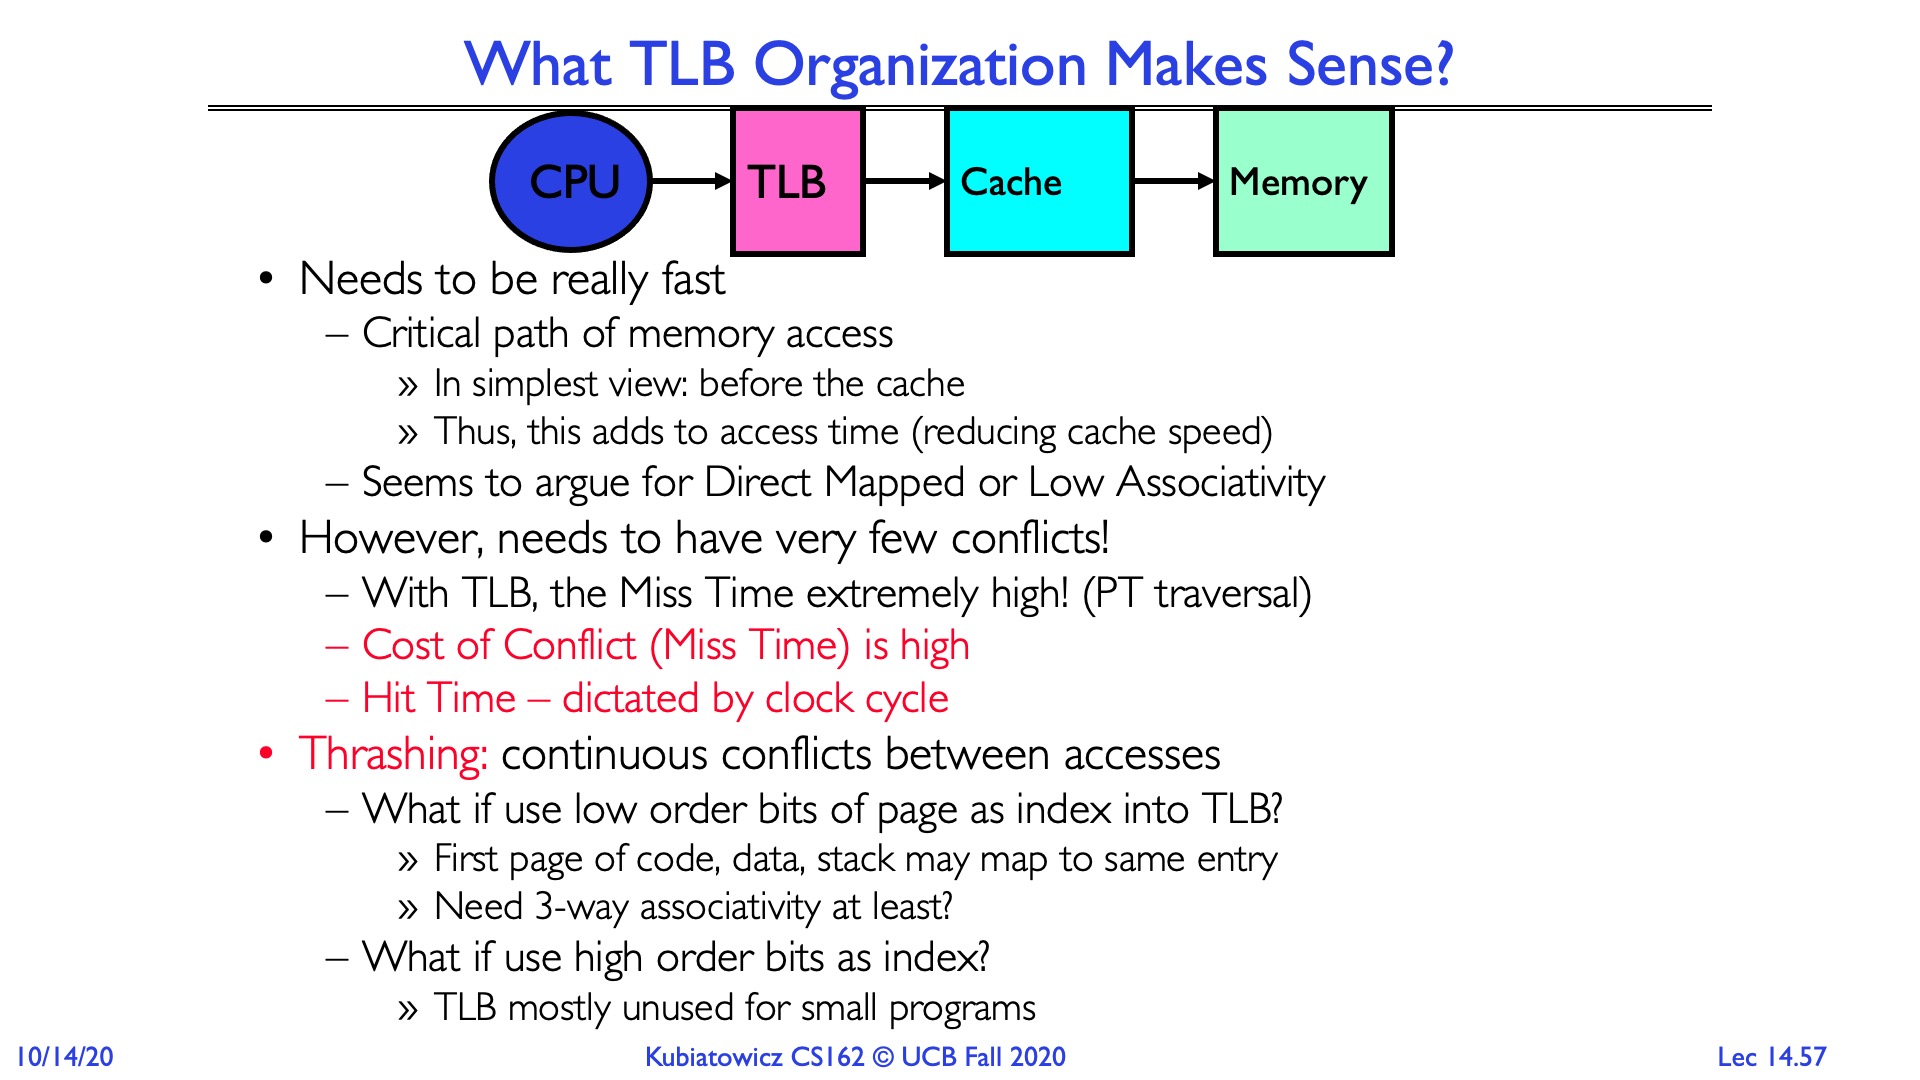 What TLB Organization Makes Sense?
CPU
TLB
Cache
Memory
• Needs to be really fast
– Critical path of memory access
» In simplest view: before the cache
» Thus, this adds to access time (reducing cache speed)
– Seems to argue for Direct Mapped or Low Associativity
• However, needs to have very few conflicts!
– With TLB, the Miss Time extremely high! (PT traversal)
– Cost of Conflict (Miss Time) is high
– Hit Time – dictated by clock cycle
• Thrashing: continuous conflicts between accesses
– What if use low order bits of page as index into TLB?
» First page of code, data, stack may map to same entry
» Need 3-way associativity at least?
– What if use high order bits as index?
» TLB mostly unused for small programs
10/14/20
Kubiatowicz CS162 © UCB Fall 2020
Lec 14.57